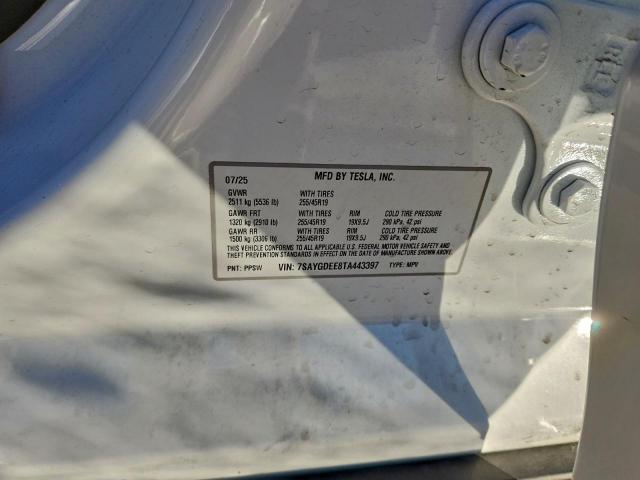 07/25 MFD BY TESLA, INC.
GVWR WITH TIRES
2511 kg (5536 lb) 255/45R19
GAWR FRT WITH TIRES RIM COLD TIRE PRESSURE
1320 kg (2910 lb) 255/45R19 19X9.5J 290 kPa, 42 psi
GAWR RR WITH TIRES RIM COLD TIRE PRESSURE
1500 kg (3306 lb) 255/45R19 19X9.5J 290 kPa, 42 psi
THIS VEHICLE CONFORMS TO ALL APPLICABLE U.S. FEDERAL MOTOR VEHICLE SAFETY AND
THEFT PREVENTION STANDARDS IN EFFECT ON DATE OF MANUFACTURE SHOWN ABOVE.
PNT: PPSW VIN: 7SAYGDEE8TA443397 TYPE: MPV